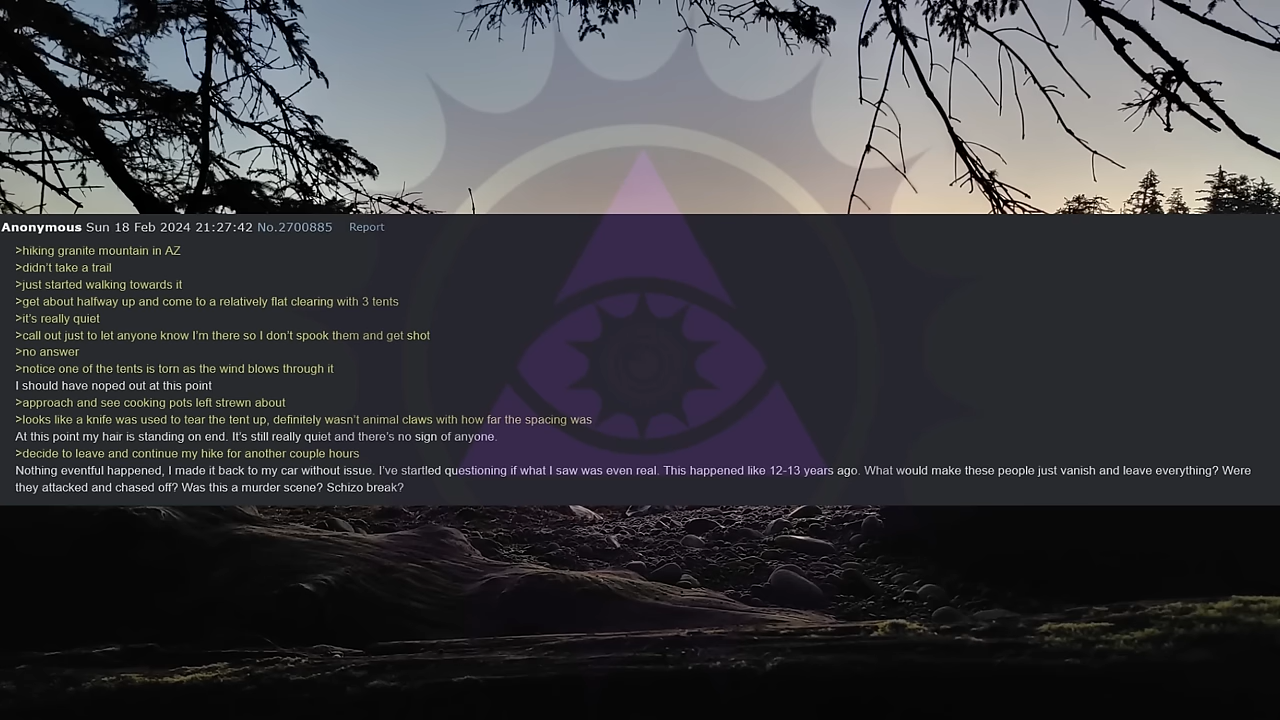 Anonymous Sun 18 Feb 2024 21:27:42 No.2700885 Report
>hiking granite mountain in AZ
>didn't take a trail
>just started walking towards it
>get about halfway up and come to a relatively flat clearing with 3 tents
>it's really quiet
>call out just to let anyone know I'm there so I don't spook them and get shot
>no answer
>notice one of the tents is torn as the wind blows through it
I should have noped out at this point
>approach and see cooking pots left strewn about
>looks like a knife was used to tear the tent up, definitely wasn't animal claws with how far the spacing was
At this point my hair is standing on end. It's still really quiet and there's no sign of anyone.
>decide to leave and continue my hike for another couple hours
Nothing eventful happened, I made it back to my car without issue. I've startled questioning if what I saw was even real. This happened like 12-13 years ago. What would make these people just vanish and leave everything? Were
they attacked and chased off? Was this a murder scene? Schizo break?